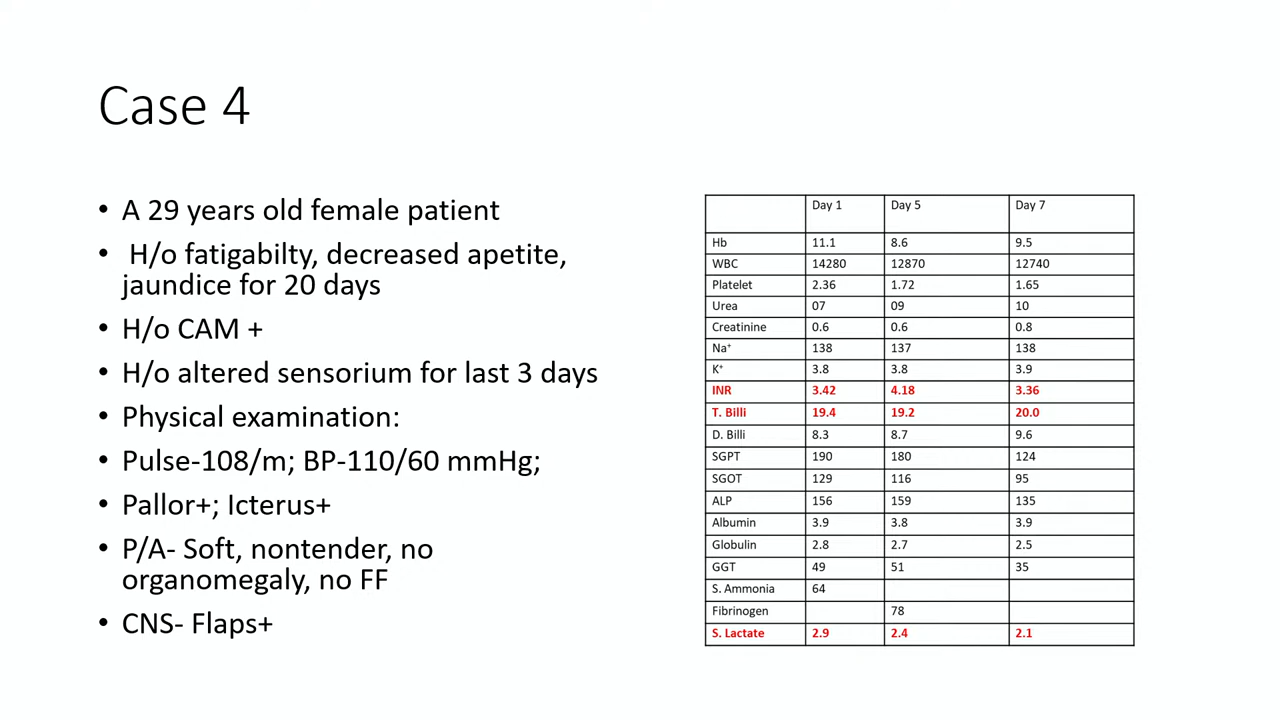 Case 4
• A 29 years old female patient
• H/o fatigabilty, decreased apetite,
jaundice for 20 days
• H/o CAM +
• H/o altered sensorium for last 3 days
• Physical examination:
• Pulse-108/m; BP-110/60 mmHg;
• Pallor+; Icterus+
• P/A- Soft, nontender, no
organomegaly, no FF
• CNS- Flaps+
Day 1 Day 5 Day 7
Hb 11.1 8.6 9.5
WBC 14280 12870 12740
Platelet 2.36 1.72 1.65
Urea 07 09 10
Creatinine 0.6 0.6 0.8
Na⁺ 138 137 138
K⁺ 3.8 3.8 3.9
INR 3.42 4.18 3.36
T. Billi 19.4 19.2 20.0
D. Billi 8.3 8.7 9.6
SGPT 190 180 124
SGOT 129 116 95
ALP 156 159 135
Albumin 3.9 3.8 3.9
Globulin 2.8 2.7 2.5
GGT 49 51 35
S. Ammonia 64
Fibrinogen 78
S. Lactate 2.9 2.4 2.1